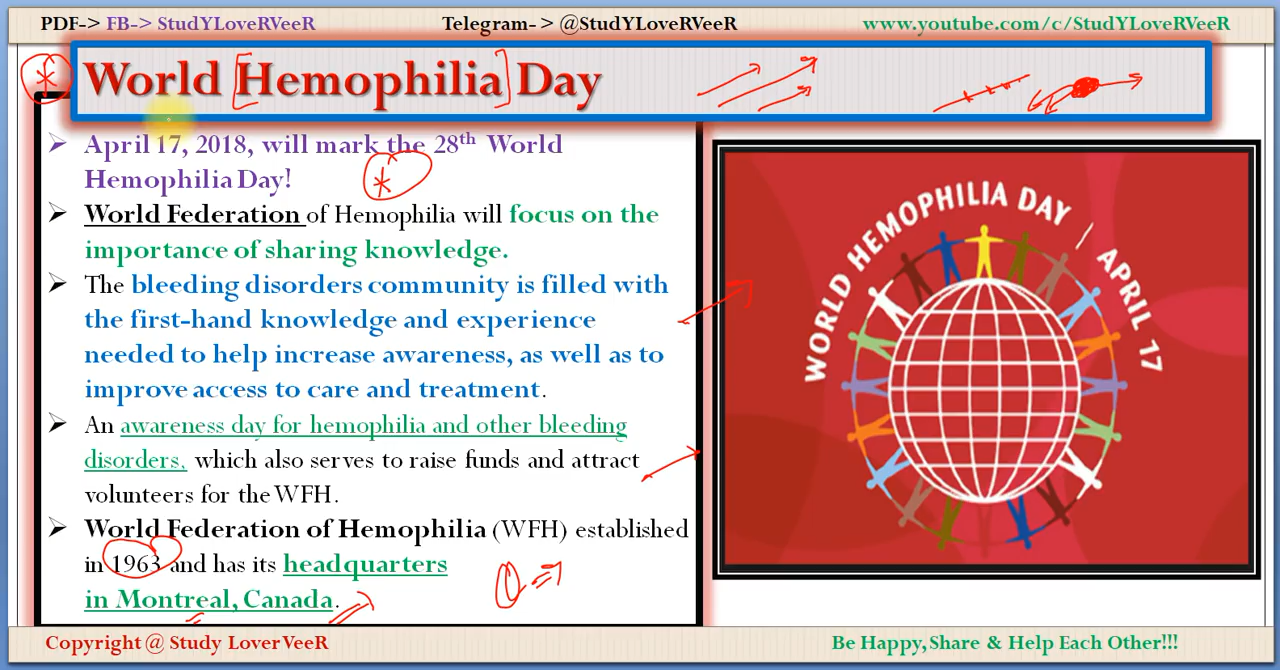 PDF-> FB-> StudYLoveRVeeR Telegram- > @StudYLoveRVeeR www.youtube.com/c/StudYLoveRVeeR
World Hemophilia Day
April 17, 2018, will mark the 28th World
Hemophilia Day!
World Federation of Hemophilia will focus on the
importance of sharing knowledge.
The bleeding disorders community is filled with
the first-hand knowledge and experience
needed to help increase awareness, as well as to
improve access to care and treatment.
An awareness day for hemophilia and other bleeding
disorders, which also serves to raise funds and attract
volunteers for the WFH.
World Federation of Hemophilia (WFH) established
in 1963 and has its headquarters
in Montreal, Canada.
WORLD HEMOPHILIA DAY / APRIL 17
Copyright @ Study LoverVeeR Be Happy,Share & Help Each Other!!!